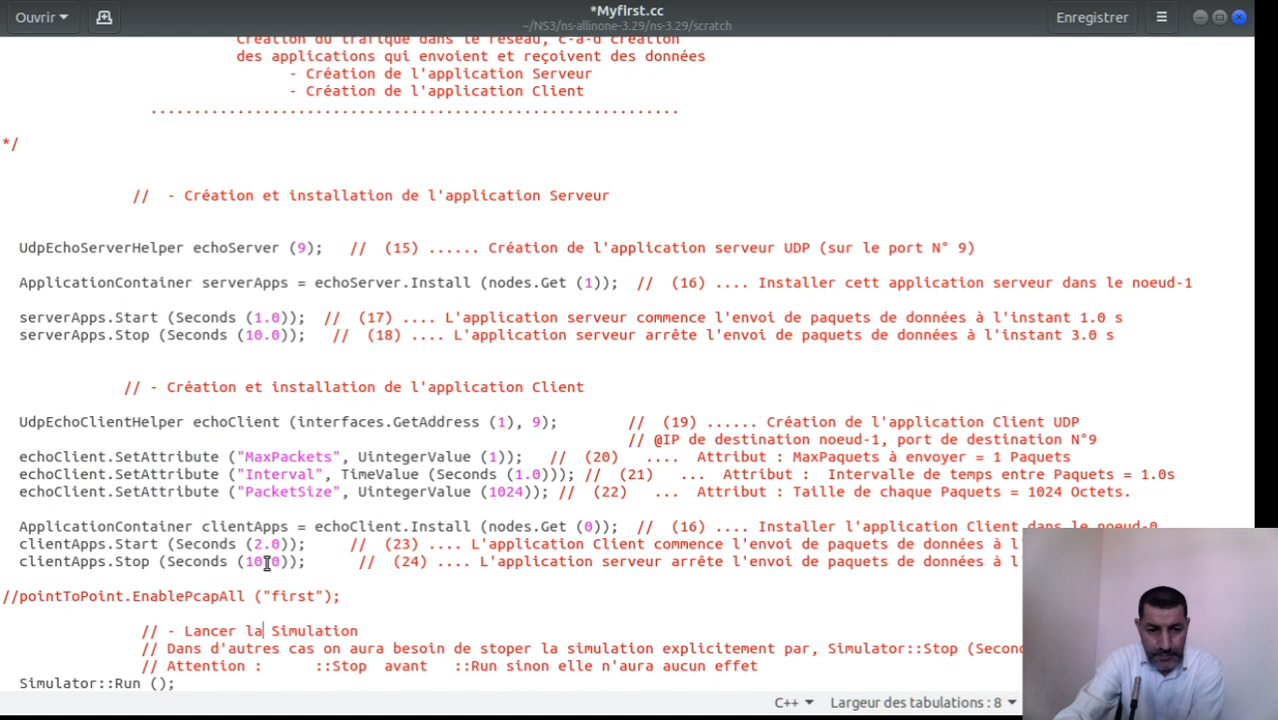 Ouvrir
*Myfirst.cc
~/NS3/ns-allinone-3.29/ns-3.29/scratch
Enregistrer
Création du trafique dans le réseau, c-a-d création
des applications qui envoient et reçoivent des données
- Création de l'application Serveur
- Création de l'application Client
.............................................................
*/
//  - Création et installation de l'application Serveur
UdpEchoServerHelper echoServer (9);   //  (15) ...... Création de l'application serveur UDP (sur le port N° 9)
ApplicationContainer serverApps = echoServer.Install (nodes.Get (1));  //  (16) .... Installer cett application serveur dans le noeud-1
serverApps.Start (Seconds (1.0));  //  (17) .... L'application serveur commence l'envoi de paquets de données à l'instant 1.0 s
serverApps.Stop (Seconds (10.0));   //  (18) .... L'application serveur arrête l'envoi de paquets de données à l'instant 3.0 s
// - Création et installation de l'application Client
UdpEchoClientHelper echoClient (interfaces.GetAddress (1), 9);        //  (19) ...... Création de l'application Client UDP
// @IP de destination noeud-1, port de destination N°9
echoClient.SetAttribute ("MaxPackets", UintegerValue (1));   //  (20)   .... Attribut : MaxPaquets à envoyer = 1 Paquets
echoClient.SetAttribute ("Interval", TimeValue (Seconds (1.0))); //  (21)   ... Attribut :  Intervalle de temps entre Paquets = 1.0s
echoClient.SetAttribute ("PacketSize", UintegerValue (1024)); //  (22)   ... Attribut : Taille de chaque Paquets = 1024 Octets.
ApplicationContainer clientApps = echoClient.Install (nodes.Get (0));  //  (16) .... Installer l'application Client dans le noeud-0
clientApps.Start (Seconds (2.0));     //  (23) .... L'application Client commence l'envoi de paquets de données à l'
clientApps.Stop (Seconds (10.0));      //  (24) .... L'application serveur arrête l'envoi de paquets de données à l'
//pointToPoint.EnablePcapAll ("first");
// - Lancer la Simulation
// Dans d'autres cas on aura besoin de stoper la simulation explicitement par, Simulator::Stop (Secon
// Attention :      ::Stop  avant   ::Run sinon elle n'aura aucun effet
Simulator::Run ();
C++
Largeur des tabulations : 8